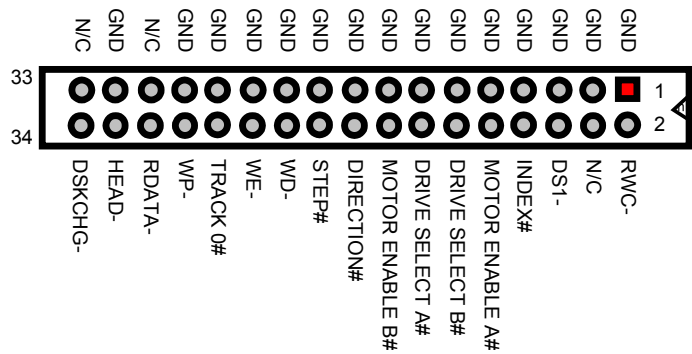 N/C
GND
N/C
GND
GND
GND
GND
GND
GND
GND
GND
GND
GND
GND
GND
GND
GND
33
1
34
2
DSKCHG-
HEAD-
RDATA-
WP-
TRACK 0#
WE-
WD-
STEP#
DIRECTION#
MOTOR ENABLE B#
DRIVE SELECT A#
DRIVE SELECT B#
MOTOR ENABLE A#
INDEX#
DS1-
N/C
RWC-